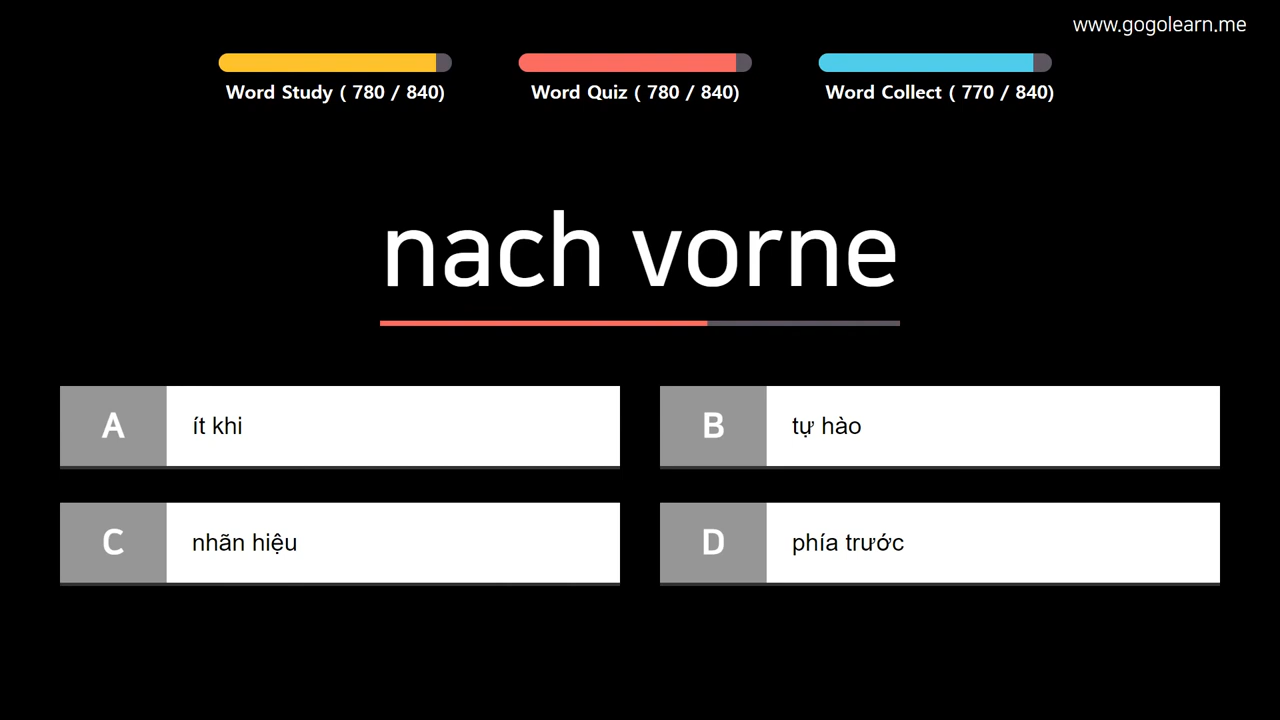 www.gogolearn.me
Word Study ( 780 / 840)
Word Quiz ( 780 / 840)
Word Collect ( 770 / 840)
nach vorne
A
ít khi
B
tự hào
C
nhãn hiệu
D
phía trước